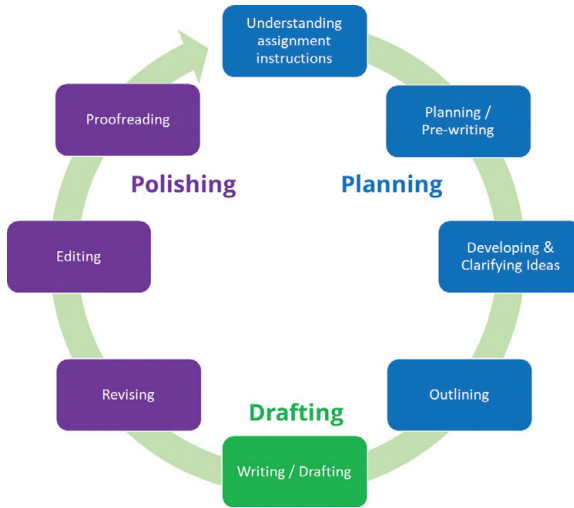 Understanding
assignment
instructions
Planning /
Pre-writing
Developing &
Clarifying Ideas
Outlining
Writing / Drafting
Revising
Editing
Proofreading
Polishing
Planning
Drafting